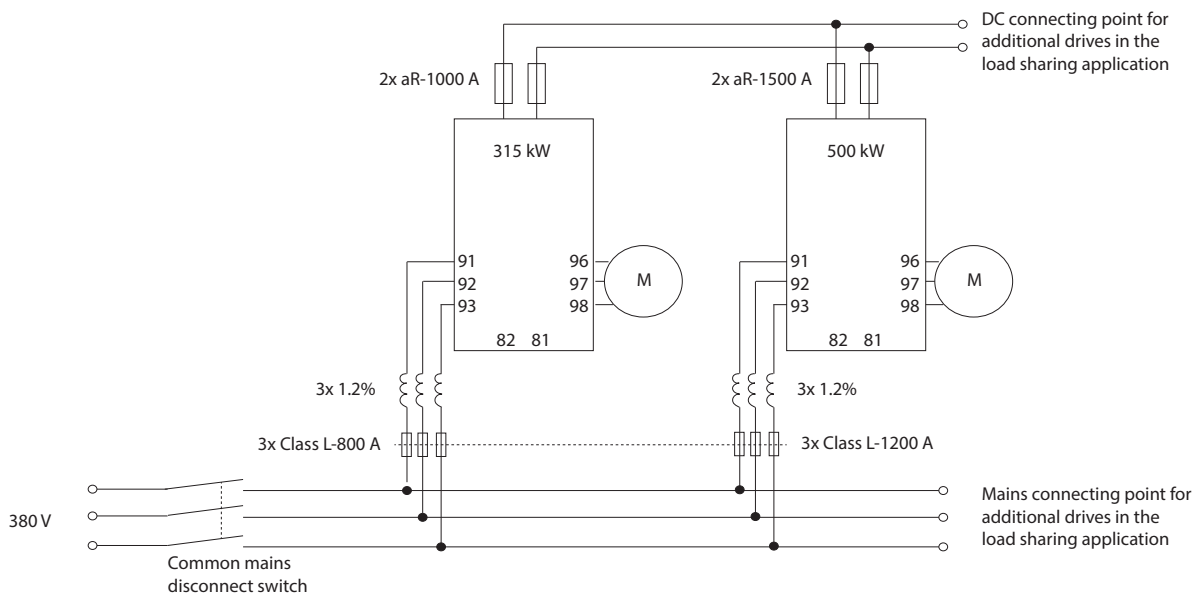 DC connecting point for
additional drives in the
load sharing application
2x aR-1000 A
2x aR-1500 A
315 kW
500 kW
91
92
93
96
97
98
M
82 81
91
92
93
96
97
98
M
82 81
3x 1.2%
3x 1.2%
3x Class L-800 A
3x Class L-1200 A
380 V
Common mains
disconnect switch
Mains connecting point for
additional drives in the
load sharing application